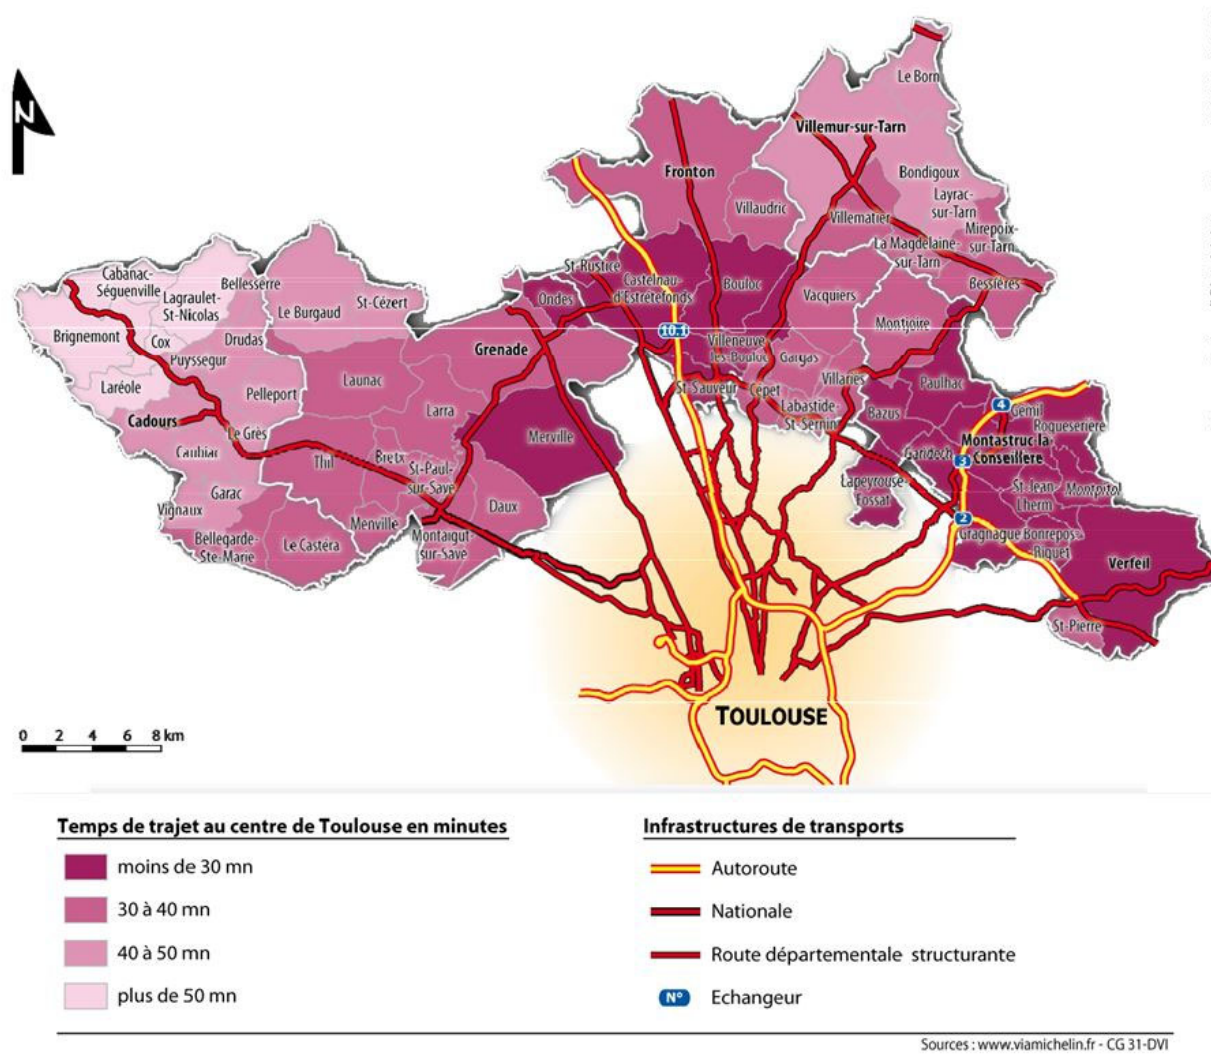 N
Le Born
Villemur-sur-Tarn
Fronton
Bondigoux
Layrac-
sur-Tarn
Villaudric
Villematier
Mirepoix-
sur-Tarn
La Magdelaine-
sur-Tarn
Bessières
St-Rustice
Castelnau-
d'Estretefonds
Bouloc
Ondes
Vacquiers
Montjoire
10.1
Cabanac-
Séguenville
Lagraulet-
St-Nicolas
Bellesserre
Le Burgaud
St-Cézert
Brignemont
Cox
Drudas
Puyssegur
Grenade
Villeneuve
lès-Bouloc
Gargas
Laréole
Pelleport
Launac
St-Sauveur
Cépet
Villariès
Paulhac
Larra
Labastide-
St-Sernin
Bazus
4
Gémil
Roqueserière
Cadours
Le Grès
Merville
Montastruc-la-
Conseillere
Garidech
3
Caubiac
Thil
Bretx
St-Paul-
sur-Save
Lapeyrouse-
Fossat
St-Jean-
Lherm
Montpitol
Garac
Vignaux
Daux
Menville
2
Gragnague
Bonrepos-
Riquet
Bellegarde-
Ste-Marie
Le Castéra
Montaigut-
sur-Save
Verfeil
St-Pierre
TOULOUSE
0 2 4 6 8 km
Temps de trajet au centre de Toulouse en minutes
moins de 30 mn
30 à 40 mn
40 à 50 mn
plus de 50 mn
Infrastructures de transports
Autoroute
Nationale
Route départementale structurante
N° Echangeur
Sources : www.viamichelin.fr - CG 31-DVI